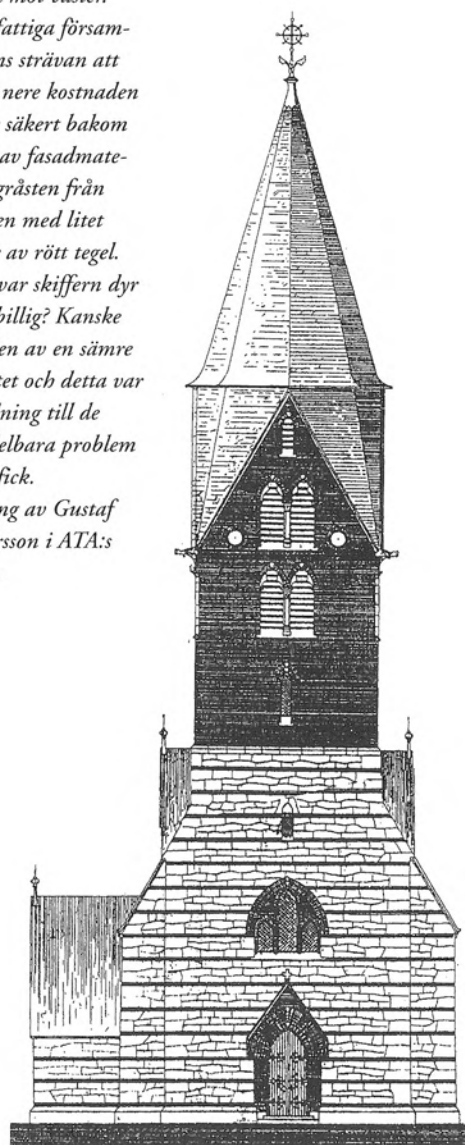 mot väster.
fattiga försam-
ns strävan att
nere kostnaden
säkert bakom
av fasadmate-
gråsten från
en med litet
av rött tegel.
var skiffern dyr
billig? Kanske
en av en sämre
tet och detta var
ning till de
elbara problem
fick.
ng av Gustaf
rsson i ATA:s